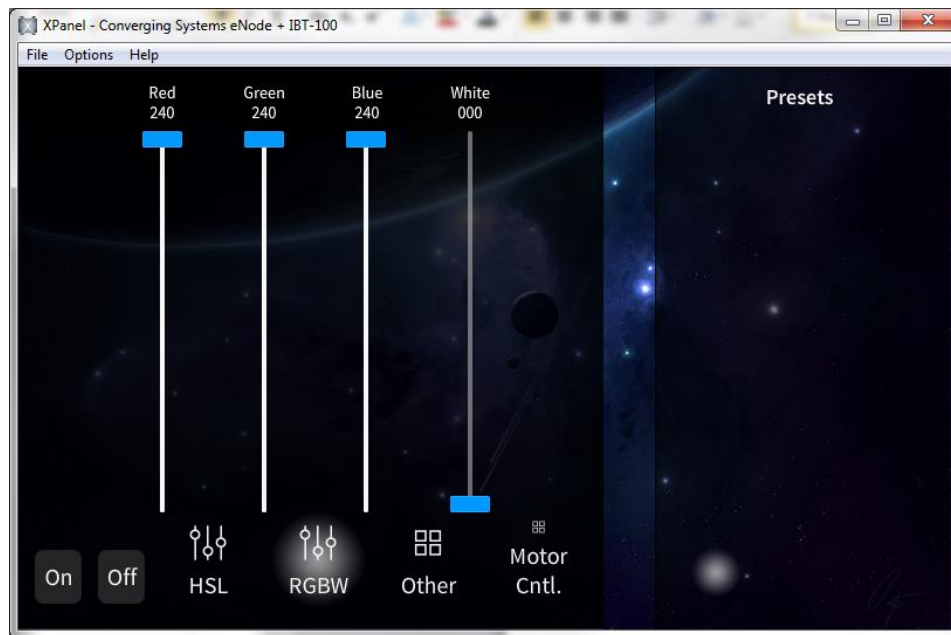 XPanel - Converging Systems eNode + IBT-100
File Options Help
Red Green Blue White
240 240 240 000
Presets
On Off HSL RGBW Other Motor
Cntl.